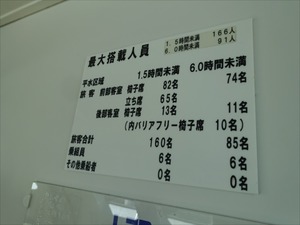 最大搭載人員
1.5時間未満 166人
6.0時間未満 91人
平水区域 1.5時間未満 6.0時間未満
旅客 前部客室 椅子席 82名 74名
立ち席 65名
後部客室 椅子席 13名 11名
(内バリアフリー椅子席 10名)
旅客合計 160名 85名
乗組員 6名 6名
その他乗船者 0名 0名